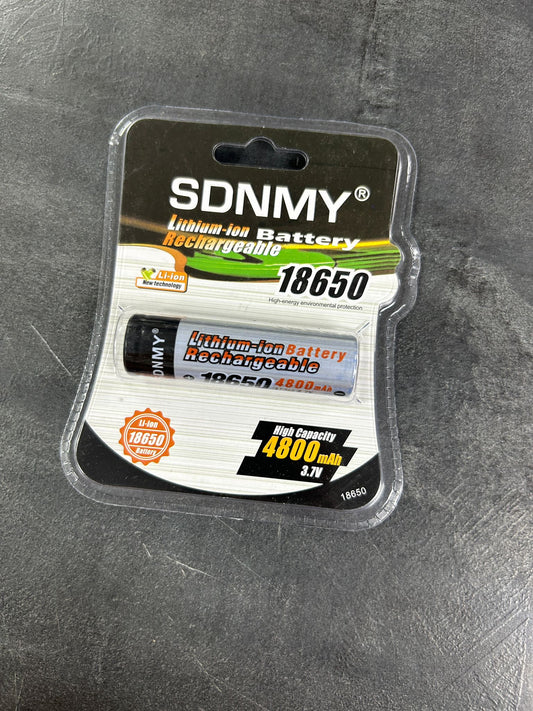 SDNMY®
Lithium-ion Battery
Rechargeable
18650
High-energy environmental protection
Li-ion
New technology
SDNMY®
Lithium-ion Battery
Rechargeable
18650 4800mAh
Li-ion
18650
Battery
High Capacity
4800mAh
3.7V
18650